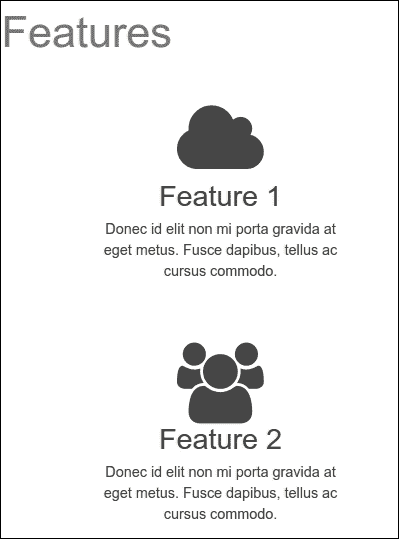 Features
Feature 1
Donec id elit non mi porta gravida at
eget metus. Fusce dapibus, tellus ac
cursus commodo.
Feature 2
Donec id elit non mi porta gravida at
eget metus. Fusce dapibus, tellus ac
cursus commodo.